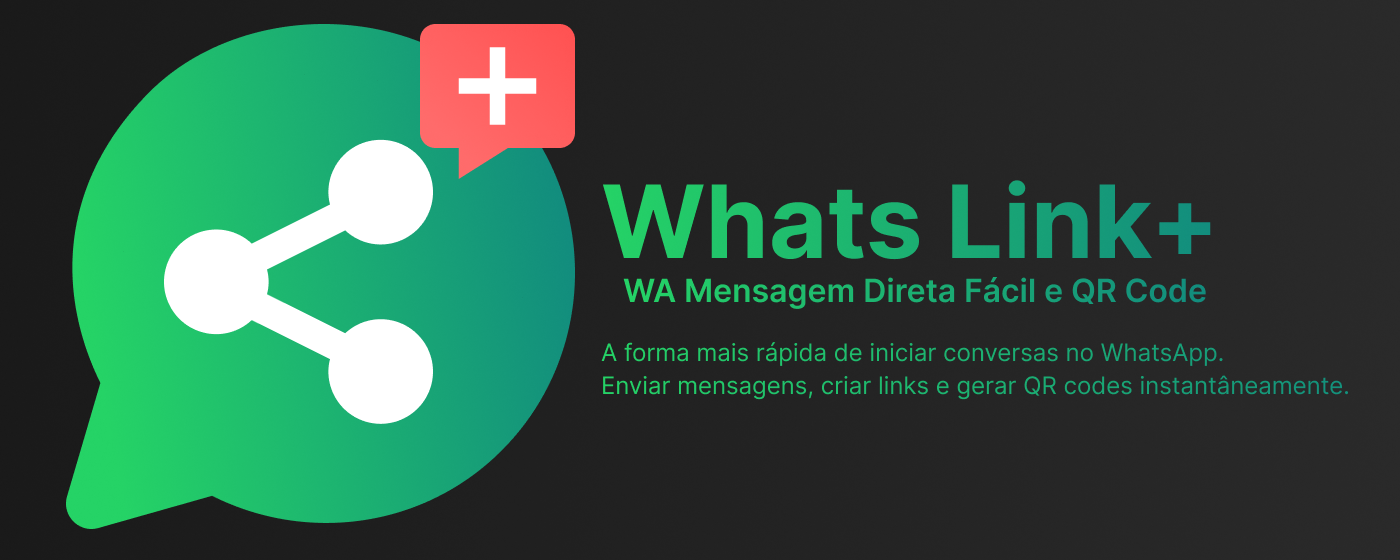 Whats Link+
WA Mensagem Direta Fácil e QR Code
A forma mais rápida de iniciar conversas no WhatsApp.
Enviar mensagens, criar links e gerar QR codes instantâneamente.